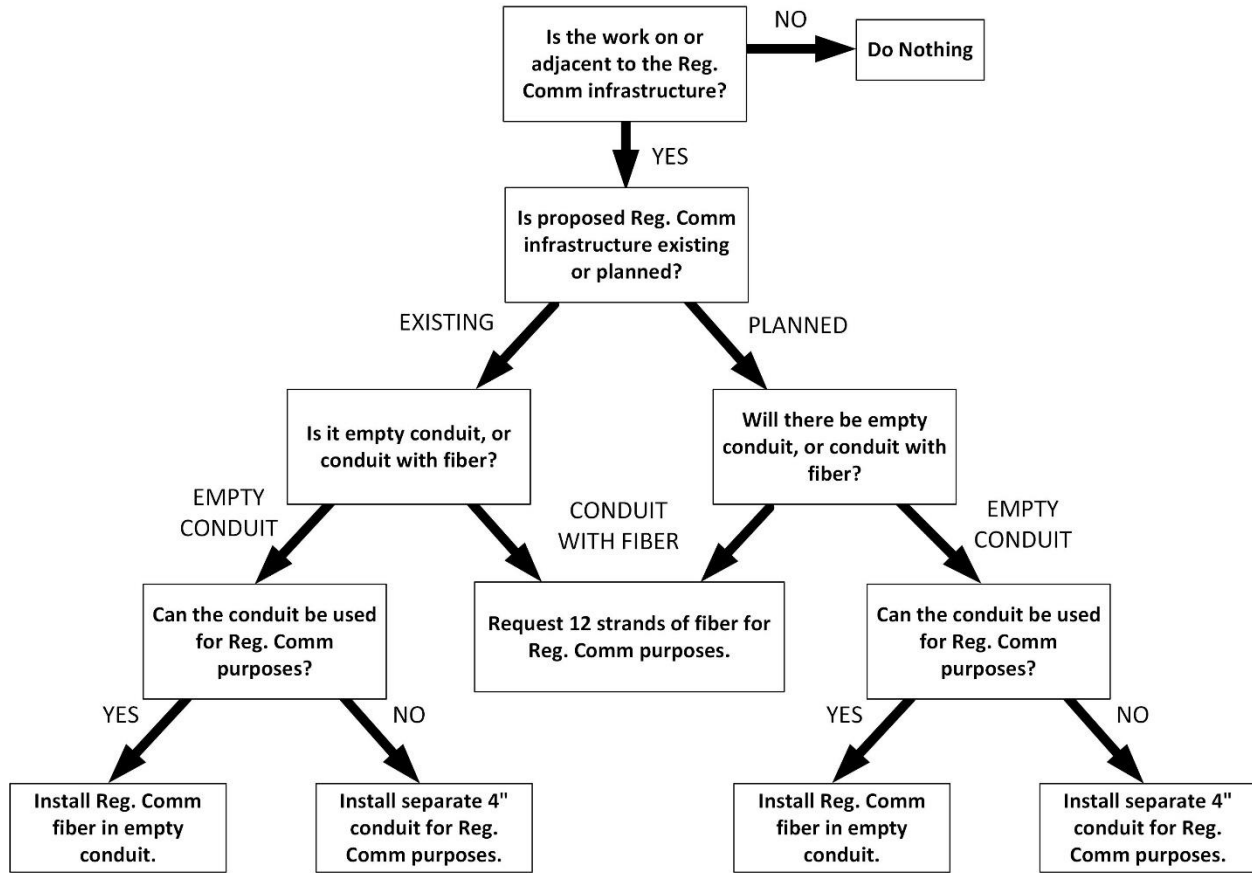 Is the work on or
adjacent to the Reg.
Comm infrastructure?
NO
Do Nothing
YES
Is proposed Reg. Comm
infrastructure existing
or planned?
EXISTING
PLANNED
Is it empty conduit, or
conduit with fiber?
Will there be empty
conduit, or conduit with
fiber?
EMPTY
CONDUIT
CONDUIT
WITH FIBER
EMPTY
CONDUIT
Can the conduit be used
for Reg. Comm
purposes?
Request 12 strands of fiber for
Reg. Comm purposes.
Can the conduit be used
for Reg. Comm
purposes?
YES
NO
YES
NO
Install Reg. Comm
fiber in empty
conduit.
Install separate 4"
conduit for Reg.
Comm purposes.
Install Reg. Comm
fiber in empty
conduit.
Install separate 4"
conduit for Reg.
Comm purposes.